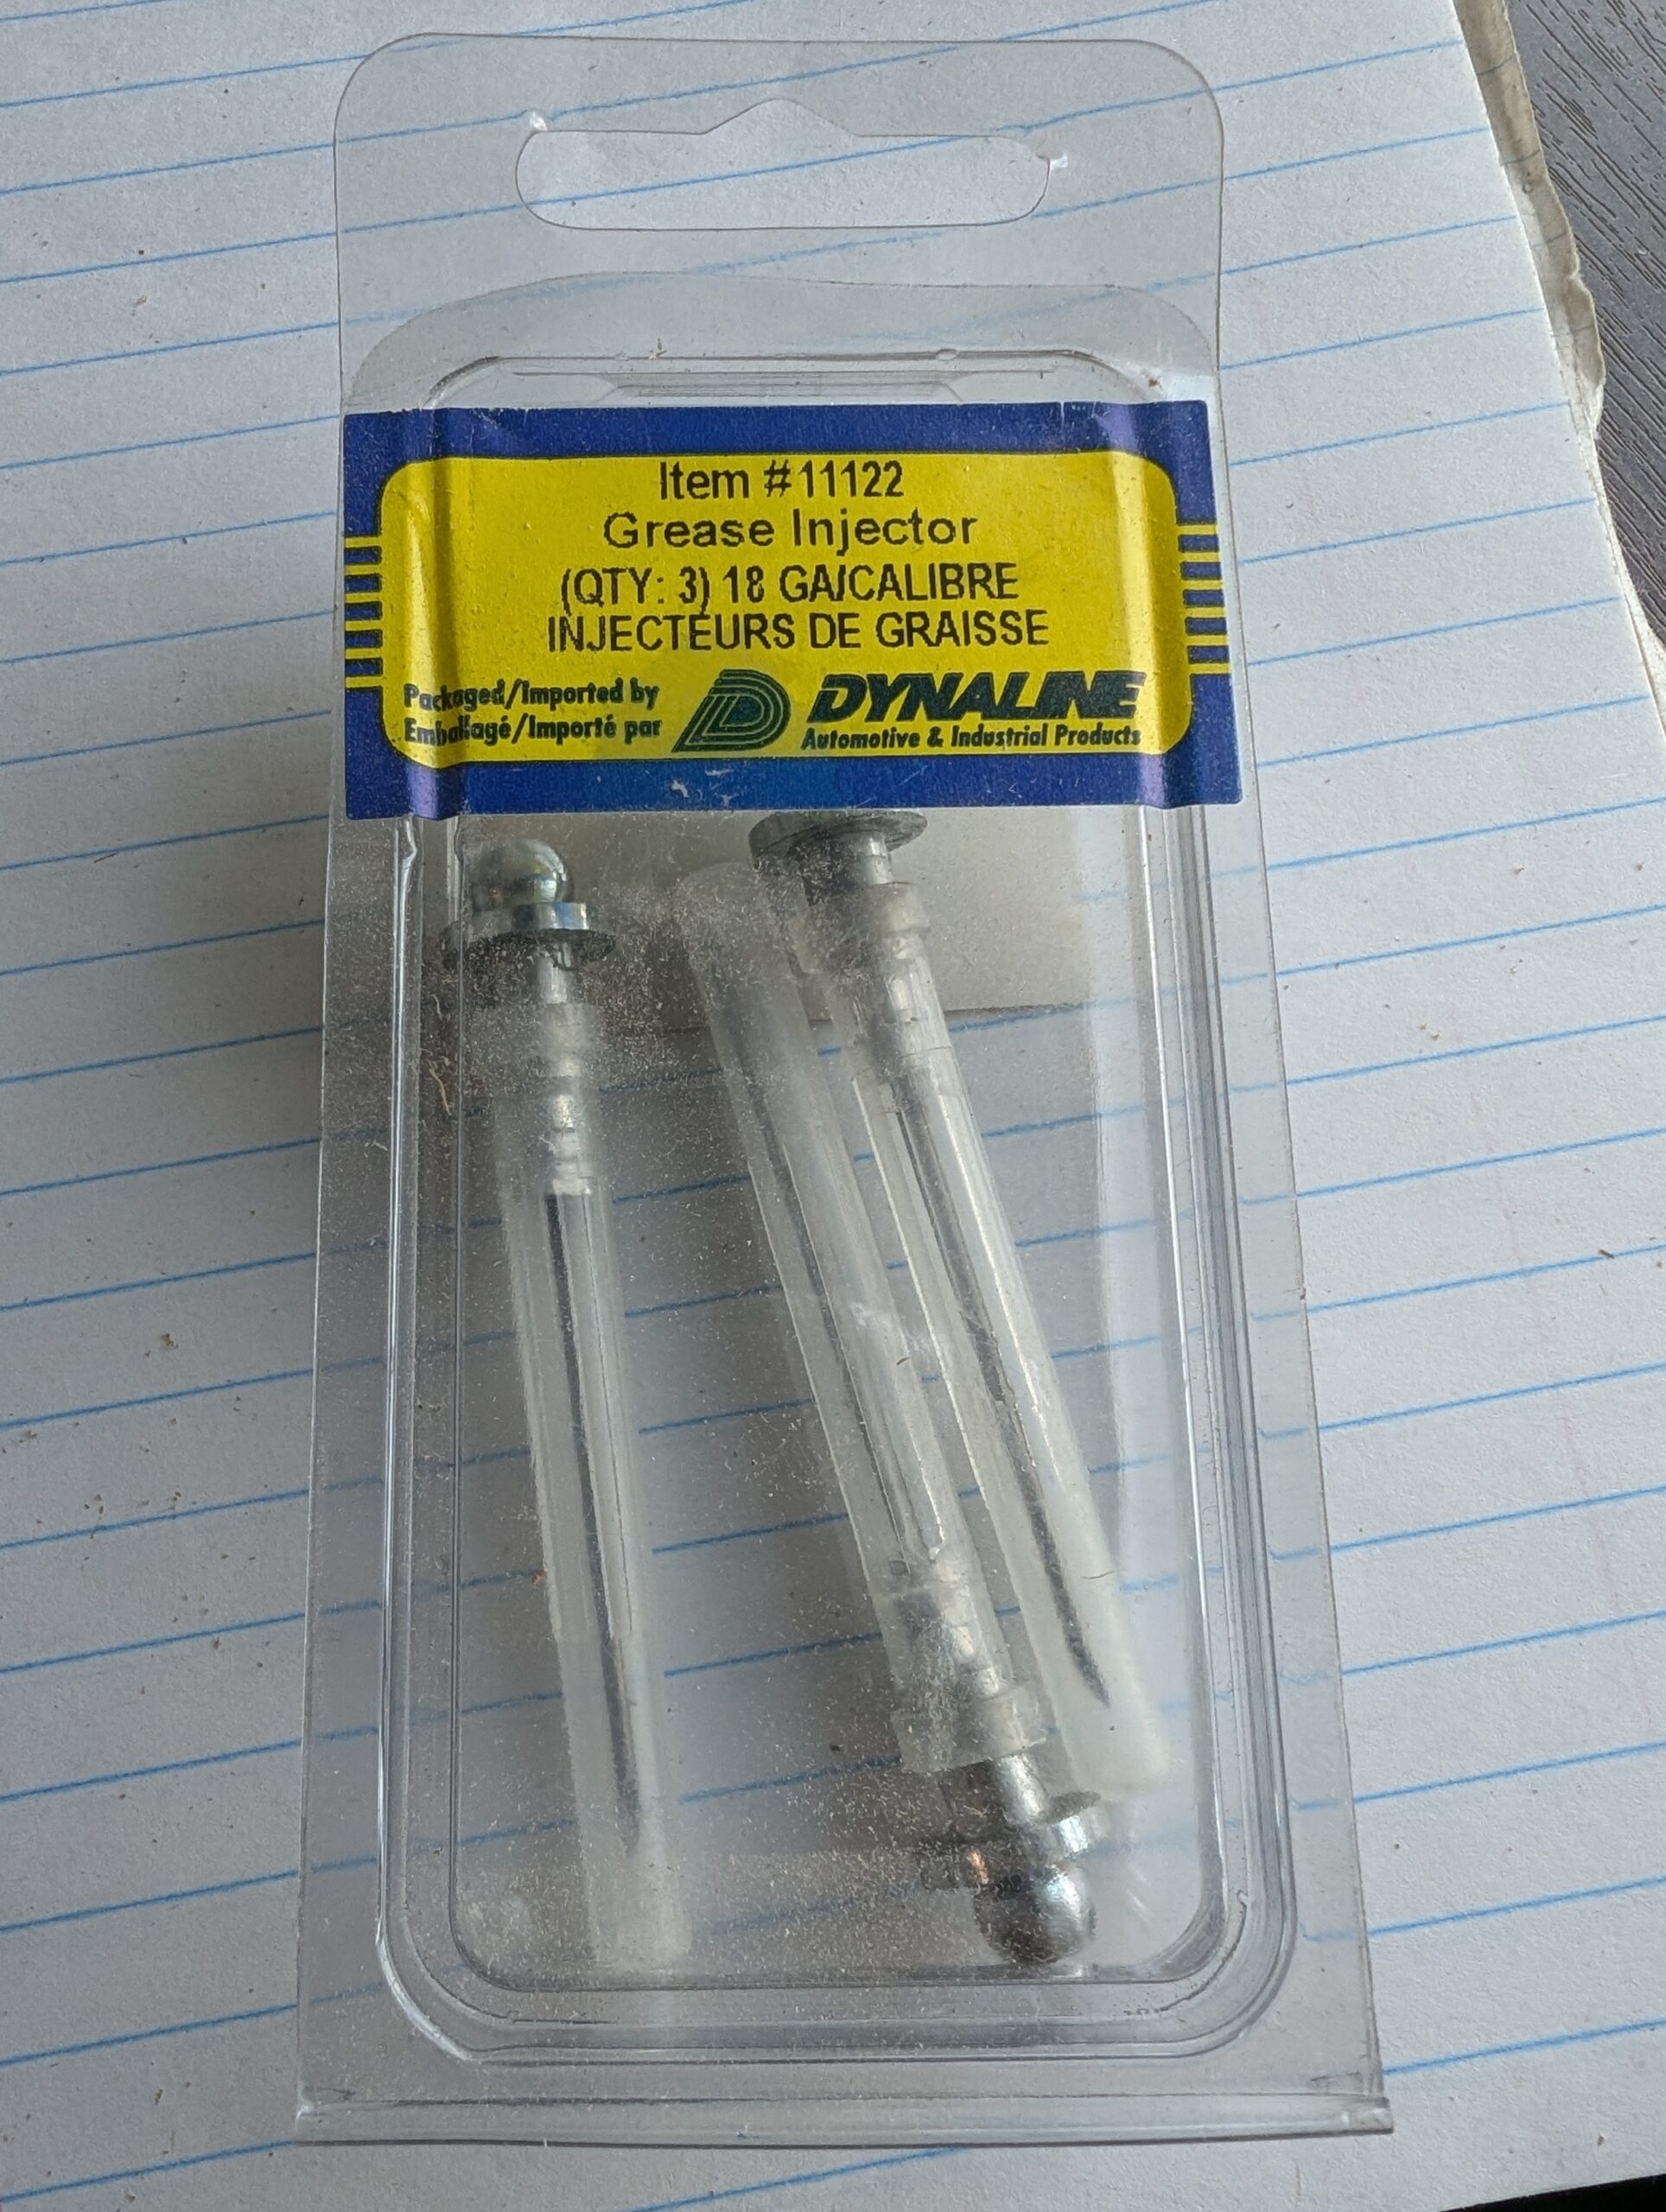 Item #11122
Grease Injector
(QTY: 3) 18 GA/CALIBRE
INJECTEURS DE GRAISSE
Packaged/Imported by
Emballagé/Importé par
DYNALINE
Automotive & Industrial Products